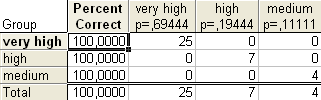 Group Percent Correct very high p=,69444 high p=,19444 medium p=,11111
very high 100,0000 25 0 0
high 100,0000 0 7 0
medium 100,0000 0 0 4
Total 100,0000 25 7 4